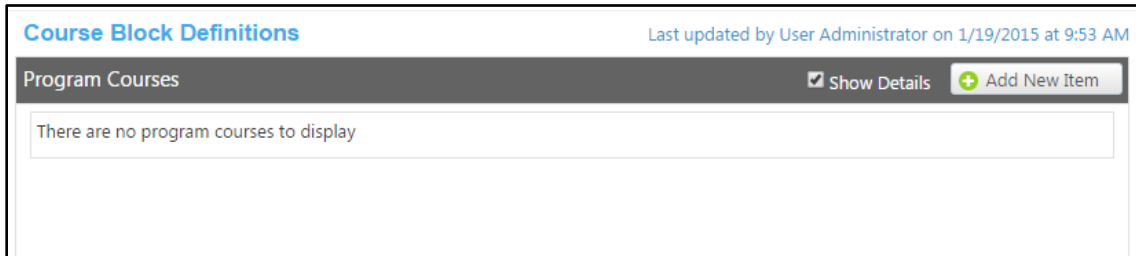 Course Block Definitions
Last updated by User Administrator on 1/19/2015 at 9:53 AM
Program Courses
Show Details
Add New Item
There are no program courses to display